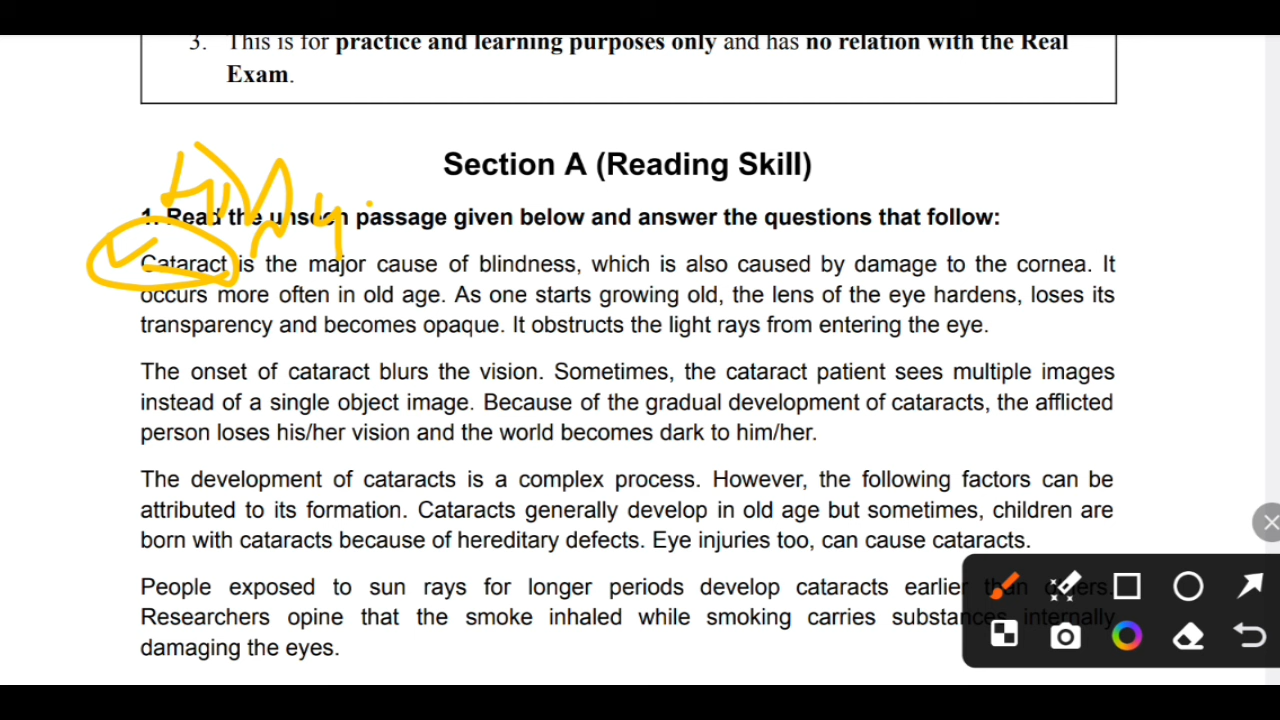 3. This is for practice and learning purposes only and has no relation with the Real
Exam.
Section A (Reading Skill)
1. Read the unseen passage given below and answer the questions that follow:
Cataract is the major cause of blindness, which is also caused by damage to the cornea. It
occurs more often in old age. As one starts growing old, the lens of the eye hardens, loses its
transparency and becomes opaque. It obstructs the light rays from entering the eye.
The onset of cataract blurs the vision. Sometimes, the cataract patient sees multiple images
instead of a single object image. Because of the gradual development of cataracts, the afflicted
person loses his/her vision and the world becomes dark to him/her.
The development of cataracts is a complex process. However, the following factors can be
attributed to its formation. Cataracts generally develop in old age but sometimes, children are
born with cataracts because of hereditary defects. Eye injuries too, can cause cataracts.
People exposed to sun rays for longer periods develop cataracts earlier than others.
Researchers opine that the smoke inhaled while smoking carries substances internally
damaging the eyes.